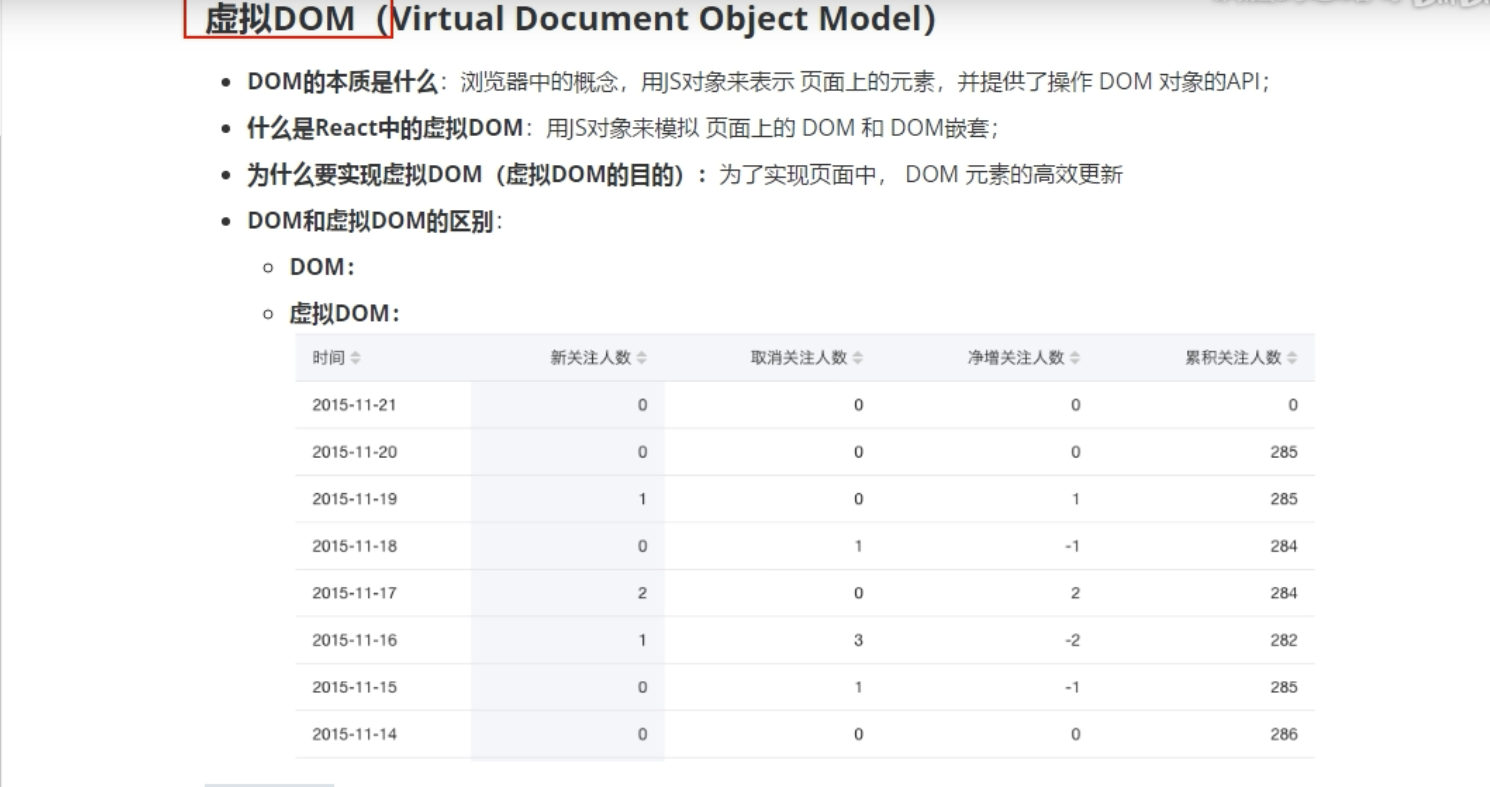 虚拟DOM（Virtual Document Object Model）
DOM的本质是什么：浏览器中的概念，用JS对象来表示 页面上的元素，并提供了操作 DOM 对象的API；
什么是React中的虚拟DOM：用JS对象来模拟 页面上的 DOM 和 DOM嵌套；
为什么要实现虚拟DOM（虚拟DOM的目的）：为了实现页面中， DOM 元素的高效更新
DOM和虚拟DOM的区别：
DOM：
虚拟DOM：
时间 新关注人数 取消关注人数 净增关注人数 累积关注人数
2015-11-21 0 0 0 0
2015-11-20 0 0 0 285
2015-11-19 1 0 1 285
2015-11-18 0 1 -1 284
2015-11-17 2 0 2 284
2015-11-16 1 3 -2 282
2015-11-15 0 1 -1 285
2015-11-14 0 0 0 286